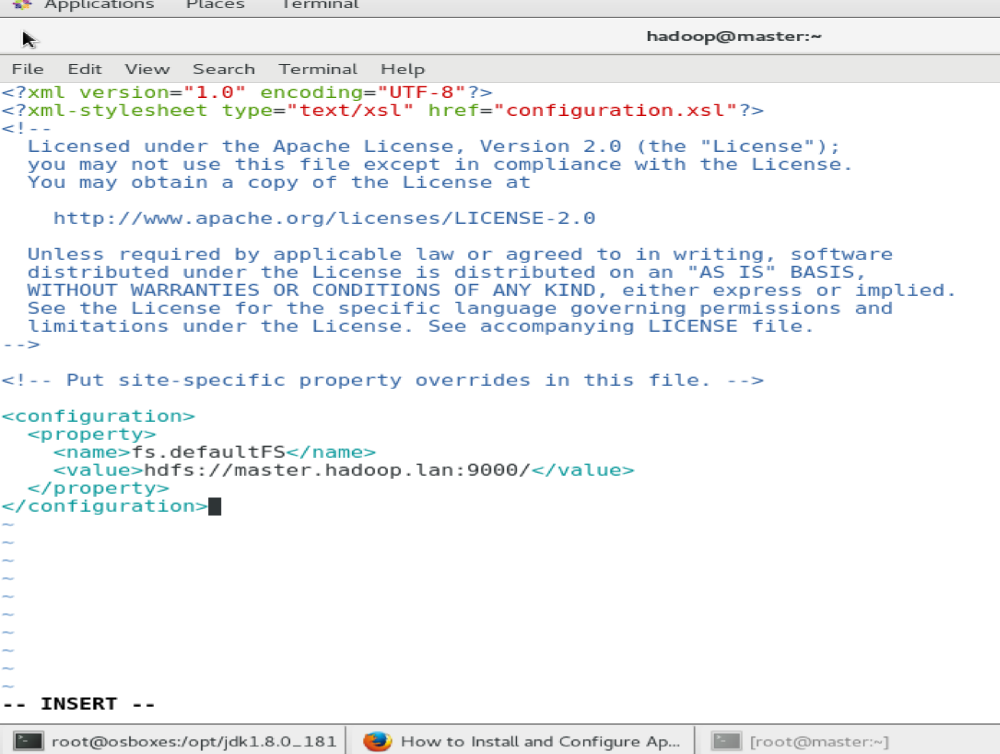 Applications Places Terminal
hadoop@master:~
File Edit View Search Terminal Help
<?xml version="1.0" encoding="UTF-8"?>
<?xml-stylesheet type="text/xsl" href="configuration.xsl"?>
<!--
  Licensed under the Apache License, Version 2.0 (the "License");
  you may not use this file except in compliance with the License.
  You may obtain a copy of the License at
    http://www.apache.org/licenses/LICENSE-2.0
  Unless required by applicable law or agreed to in writing, software
  distributed under the License is distributed on an "AS IS" BASIS,
  WITHOUT WARRANTIES OR CONDITIONS OF ANY KIND, either express or implied.
  See the License for the specific language governing permissions and
  limitations under the License. See accompanying LICENSE file.
-->
<!-- Put site-specific property overrides in this file. -->
<configuration>
  <property>
    <name>fs.defaultFS</name>
    <value>hdfs://master.hadoop.lan:9000/</value>
  </property>
</configuration>
~
~
~
~
~
~
~
~
~
~
-- INSERT --
root@osboxes:/opt/jdk1.8.0_181 How to Install and Configure Ap... [root@master:~]